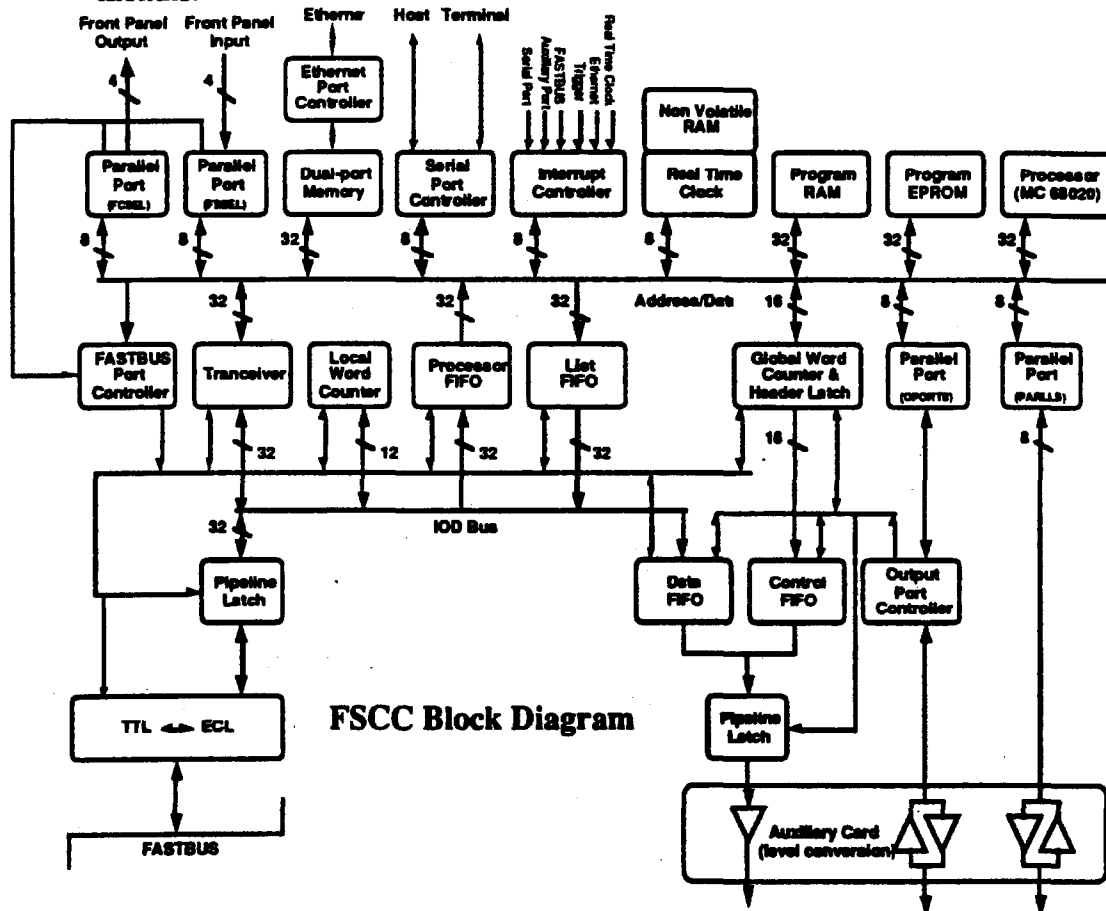 Front Panel Output
Front Panel Input
Etherne
Host
Terminal
4
4
Ethernet Port Controller
Serial Port
Auxiliary Port
FASTBUS
Trigger
Ethernet
Real Time Clock
Non Volatile RAM
Parallel Port
Parallel Port
Dual-port Memory
Serial Port Controller
Interrupt Controller
Real Time Clock
Program RAM
Program EPROM
Processor (MC 68020)
8
8
32
8
8
8
32
32
32
Address/Data
32
32
32
16
8
8
FASTBUS Port Controller
Tranceiver
Local Word Counter
Processor FIFO
List FIFO
Global Word Counter & Header Latch
Parallel Port
Parallel Port
32
12
32
32
16
8
32
IOD Bus
Pipeline Latch
Data FIFO
Control FIFO
Output Port Controller
TTL
ECL
FSCC Block Diagram
Pipeline Latch
FASTBUS
Auxiliary Card (level conversion)